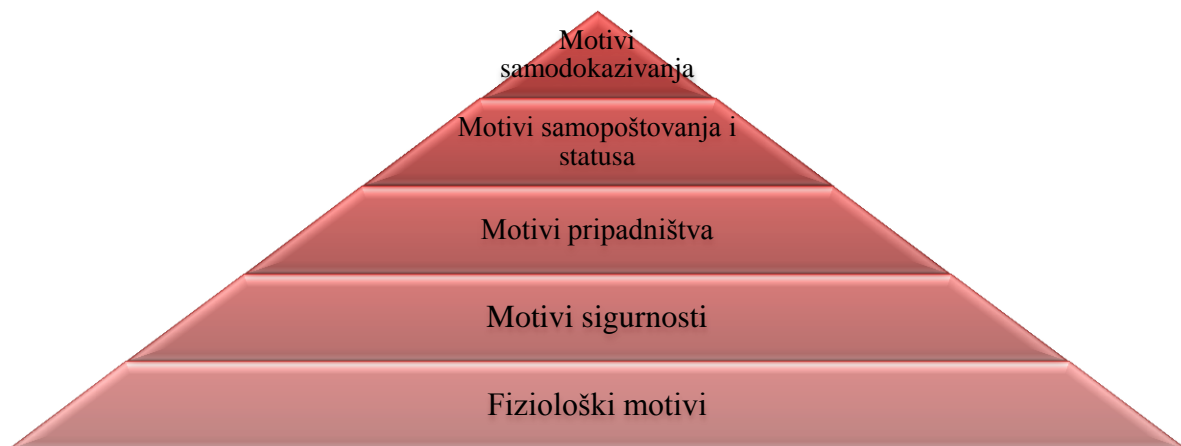 Motivi
samodokazivanja
Motivi samopoštovanja i
statusa
Motivi pripadništva
Motivi sigurnosti
Fiziološki motivi